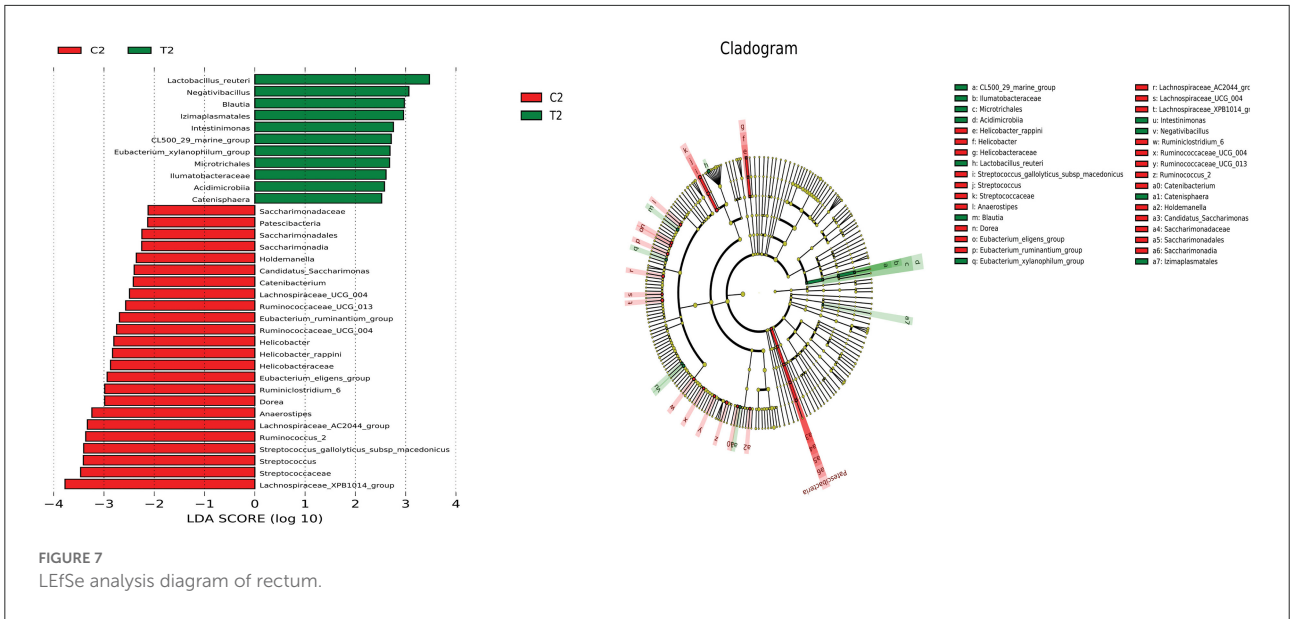 C2 T2
Lactobacillus_reuteri
Negativibacillus
Blautia
Izimaplasmatales
Intestinimonas
CL500_29_marine_group
Eubacterium_xylanophilum_group
Microtrichales
Ilumatobacteraceae
Acidimicrobiia
Catenisphaera
Saccharimonadaceae
Patescibacteria
Saccharimonadales
Saccharimonadia
Holdemanella
Candidatus_Saccharimonas
Catenibacterium
Lachnospiraceae_UCG_004
Ruminococcaceae_UCG_013
Eubacterium_ruminantium_group
Ruminococcaceae_UCG_004
Helicobacter
Helicobacter_rappini
Helicobacteraceae
Eubacterium_eligens_group
Ruminiclostridium_6
Dorea
Anaerostipes
Lachnospiraceae_AC2044_group
Ruminococcus_2
Streptococcus_gallolyticus_subsp_macedonicus
Streptococcus
Streptococcaceae
Lachnospiraceae_XPB1014_group
−4 −3 −2 −1 0 1 2 3 4
LDA SCORE (log 10)
Cladogram
C2
T2
Patescibacteria
a: CL500_29_marine_group
b: Ilumatobacteraceae
c: Microtrichales
d: Acidimicrobiia
e: Helicobacter_rappini
f: Helicobacter
g: Helicobacteraceae
h: Lactobacillus_reuteri
i: Streptococcus_gallolyticus_subsp_macedonicus
j: Streptococcus
k: Streptococcaceae
l: Anaerostipes
m: Blautia
n: Dorea
o: Eubacterium_eligens_group
p: Eubacterium_ruminantium_group
q: Eubacterium_xylanophilum_group
r: Lachnospiraceae_AC2044_grc
s: Lachnospiraceae_UCG_004
t: Lachnospiraceae_XPB1014_gr
u: Intestinimonas
v: Negativibacillus
w: Ruminiclostridium_6
x: Ruminococcaceae_UCG_004
y: Ruminococcaceae_UCG_013
z: Ruminococcus_2
a0: Catenibacterium
a1: Catenisphaera
a2: Holdemanella
a3: Candidatus_Saccharimonas
a4: Saccharimonadaceae
a5: Saccharimonadales
a6: Saccharimonadia
a7: Izimaplasmatales
FIGURE 7
LEfSe analysis diagram of rectum.